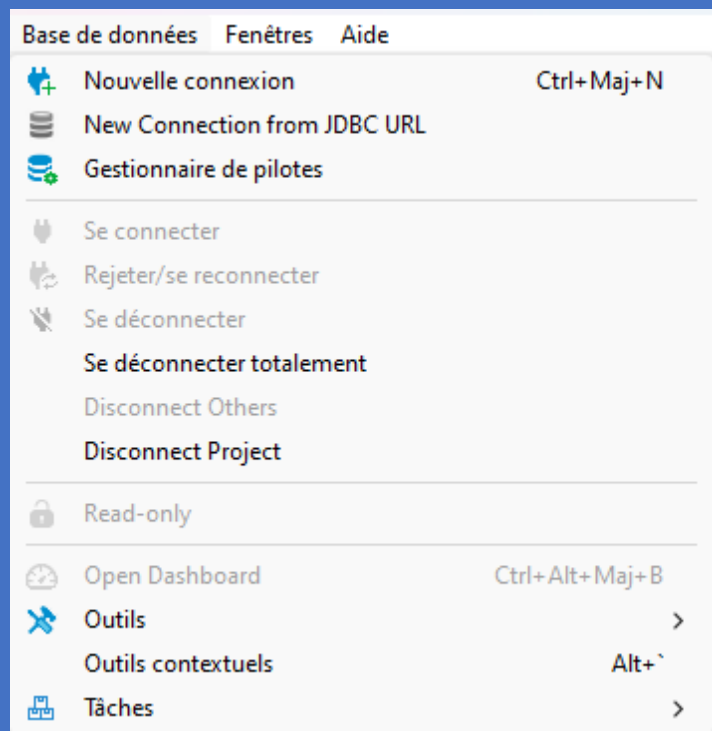 Base de données Fenêtres Aide
Nouvelle connexion Ctrl+Maj+N
New Connection from JDBC URL
Gestionnaire de pilotes
Se connecter
Rejeter/se reconnecter
Se déconnecter
Se déconnecter totalement
Disconnect Others
Disconnect Project
Read-only
Open Dashboard Ctrl+Alt+Maj+B
Outils
Outils contextuels Alt+`
Tâches